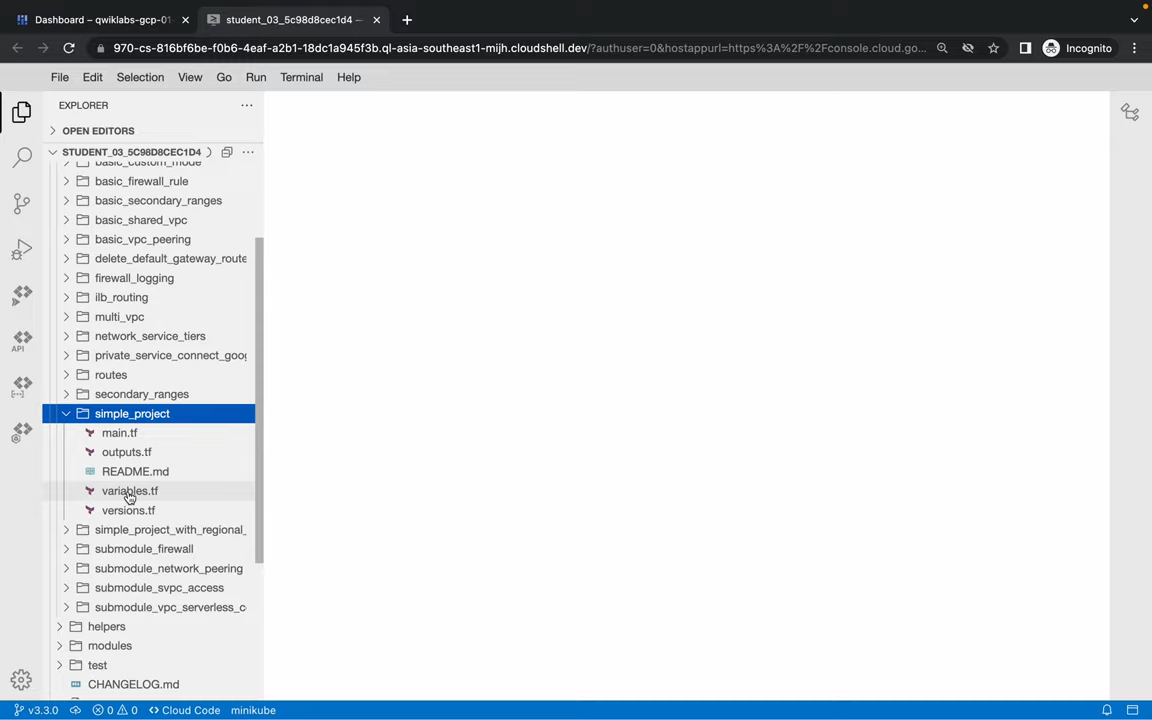 Dashboard – qwiklabs-gcp-01
student_03_5c98d8cec1d4 –
970-cs-816bf6be-f0b6-4eaf-a2b1-18dc1a945f3b.ql-asia-southeast1-mijh.cloudshell.dev/?authuser=0&hostappurl=https%3A%2F%2Fconsole.cloud.go...
Incognito
File Edit Selection View Go Run Terminal Help
EXPLORER
OPEN EDITORS
STUDENT_03_5C98D8CEC1D4
basic_custom_mode
basic_firewall_rule
basic_secondary_ranges
basic_shared_vpc
basic_vpc_peering
delete_default_gateway_route
firewall_logging
ilb_routing
multi_vpc
network_service_tiers
private_service_connect_goog
routes
secondary_ranges
simple_project
main.tf
outputs.tf
README.md
variables.tf
versions.tf
simple_project_with_regional_
submodule_firewall
submodule_network_peering
submodule_svpc_access
submodule_vpc_serverless_c
helpers
modules
test
CHANGELOG.md
API
v3.3.0
0
0
Cloud Code
minikube